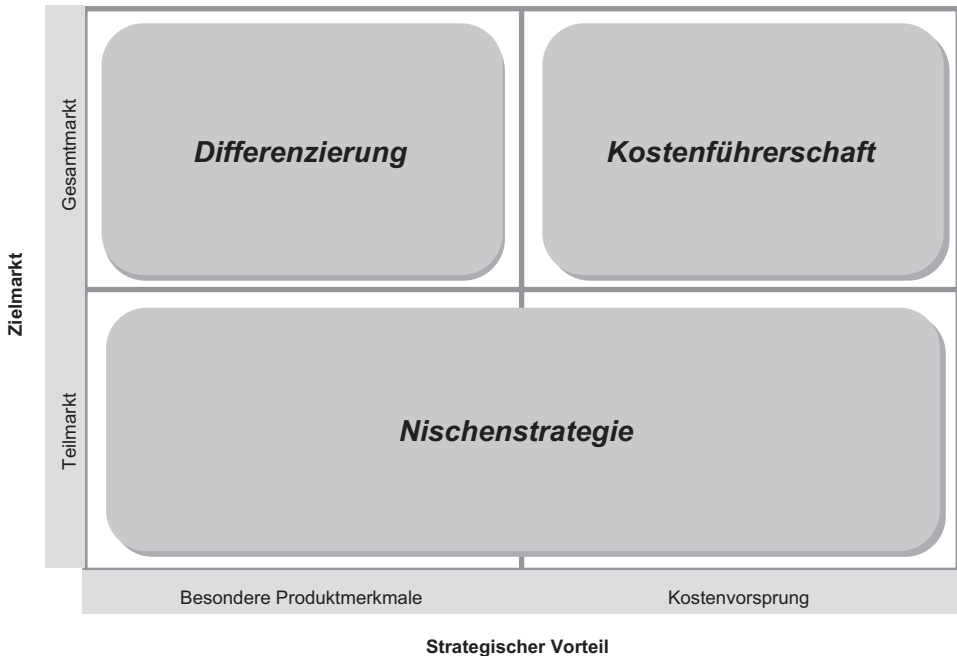 Zielmarkt
Gesamtmarkt
Differenzierung
Kostenführerschaft
Teilmarkt
Nischenstrategie
Besondere Produktmerkmale
Kostenvorsprung
Strategischer Vorteil